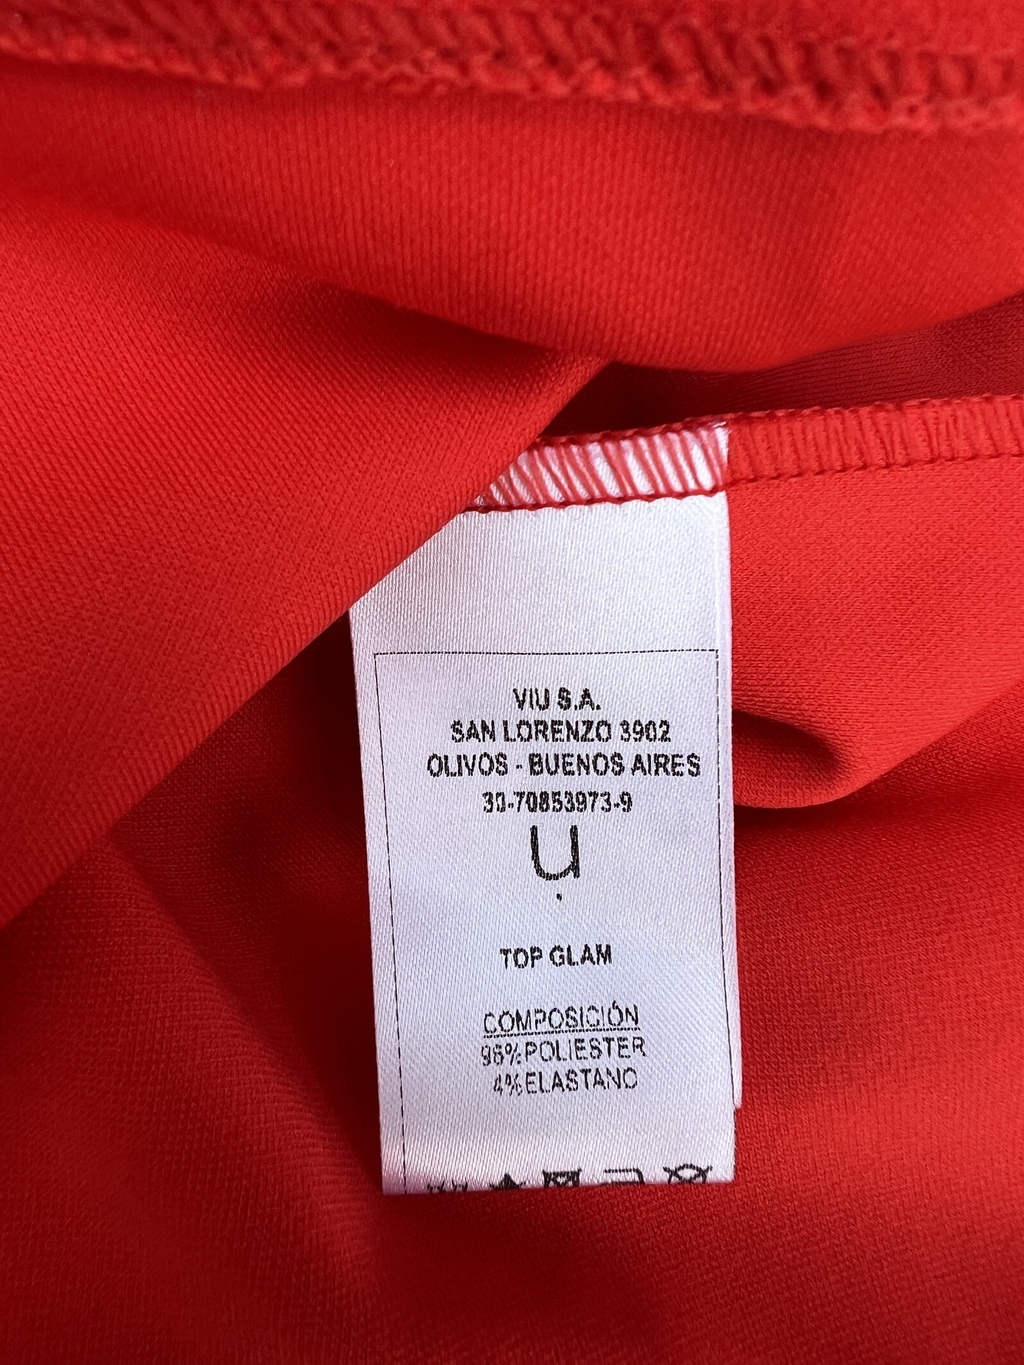 VIU S.A.
SAN LORENZO 3902
OLIVOS - BUENOS AIRES
30-70853973-9
TOP GLAM
COMPOSICIÓN
96% POLIESTER
4% ELASTANO